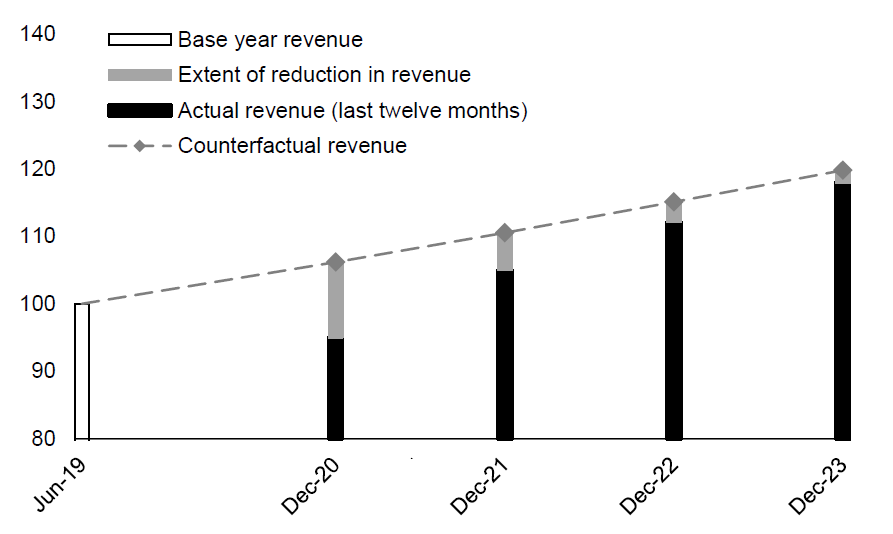 140
130
120
110
100
90
80
Base year revenue
Extent of reduction in revenue
Actual revenue (last twelve months)
Counterfactual revenue
Jun-19
Dec-20
Dec-21
Dec-22
Dec-23